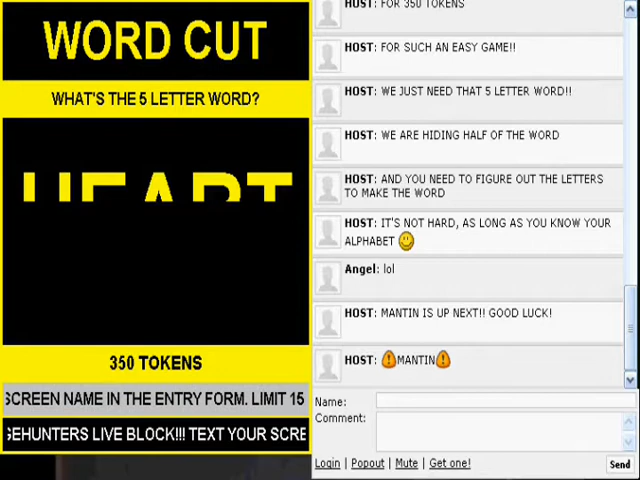 WORD CUT
WHAT'S THE 5 LETTER WORD?
350 TOKENS
SCREEN NAME IN THE ENTRY FORM. LIMIT 15
LIVE BLOCK!!! TEXT YOUR SCRE
HOST: FOR 350 TOKENS
HOST: FOR SUCH AN EASY GAME!!
HOST: WE JUST NEED THAT 5 LETTER WORD!!
HOST: WE ARE HIDING HALF OF THE WORD
HOST: AND YOU NEED TO FIGURE OUT THE LETTERS
TO MAKE THE WORD
HOST: IT'S NOT HARD, AS LONG AS YOU KNOW YOUR
ALPHABET
Angel: lol
HOST: MANTIN IS UP NEXT!! GOOD LUCK!
HOST: MANTIN
Name:
Comment:
Login | Popout | Mute | Get one!
Send